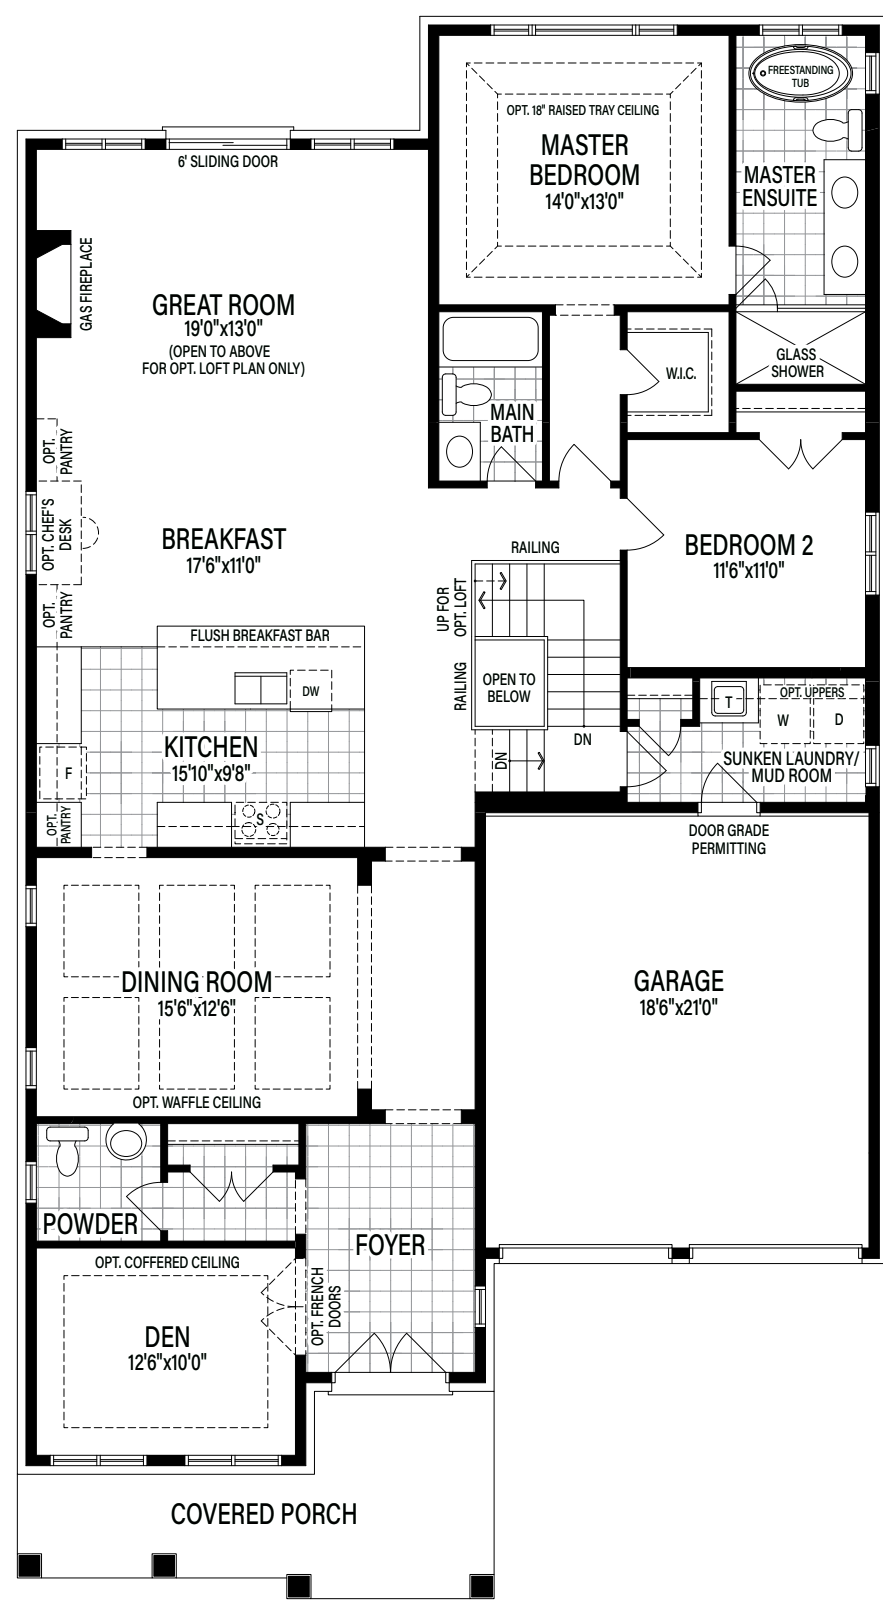 FREESTANDING
TUB
OPT. 18" RAISED TRAY CEILING
MASTER
BEDROOM
14'0"x13'0"
MASTER
ENSUITE
6' SLIDING DOOR
GAS FIREPLACE
GREAT ROOM
19'0"x13'0"
(OPEN TO ABOVE
FOR OPT. LOFT PLAN ONLY)
GLASS
SHOWER
W.I.C.
MAIN
BATH
OPT.
PANTRY
OPT. CHEF'S
DESK
OPT.
PANTRY
BREAKFAST
17'6"x11'0"
RAILING
BEDROOM 2
11'6"x11'0"
UP FOR
OPT. LOFT
RAILING
OPEN TO
BELOW
DN
DN
FLUSH BREAKFAST BAR
DW
KITCHEN
15'10"x9'8"
F
OPT.
PANTRY
S
T
OPT. UPPERS
W
D
SUNKEN LAUNDRY/
MUD ROOM
DOOR GRADE
PERMITTING
DINING ROOM
15'6"x12'6"
OPT. WAFFLE CEILING
GARAGE
18'6"x21'0"
POWDER
FOYER
OPT. COFFERED CEILING
OPT. FRENCH
DOORS
DEN
12'6"x10'0"
COVERED PORCH